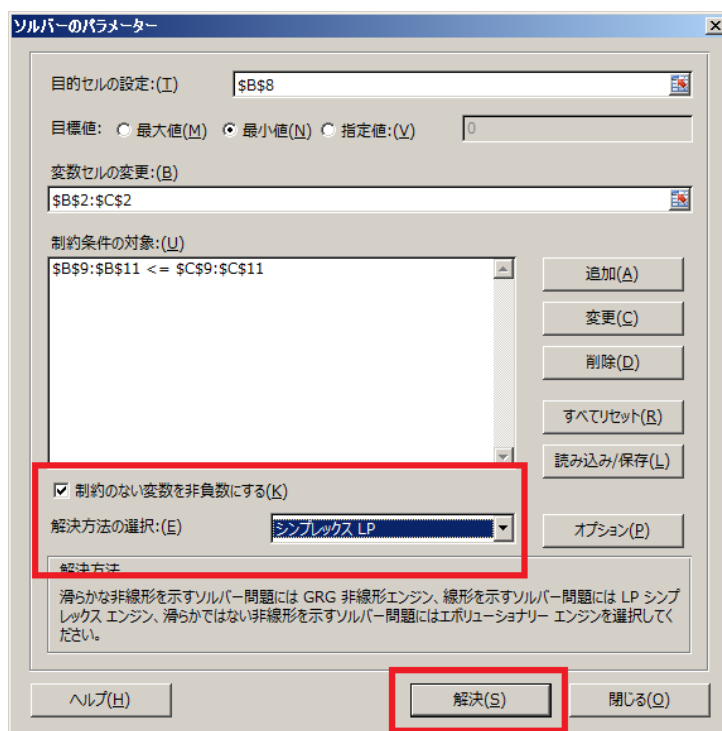 ソルバーのパラメーター
目的セルの設定:(T)
$B$8
目標値:
最大値(M)
最小値(N)
指定値:(V)
0
変数セルの変更:(B)
$B$2:$C$2
制約条件の対象:(U)
$B$9:$B$11 <= $C$9:$C$11
追加(A)
変更(C)
削除(D)
すべてリセット(R)
読み込み/保存(L)
制約のない変数を非負数にする(K)
解決方法の選択:(E)
シンプレックス LP
オプション(P)
解決方法
滑らかな非線形を示すソルバー問題には GRG 非線形エンジン、線形を示すソルバー問題には LP シンプ
レックス エンジン、滑らかではない非線形を示すソルバー問題にはエボリューショナリー エンジンを選択してく
ださい。
ヘルプ(H)
解決(S)
閉じる(O)